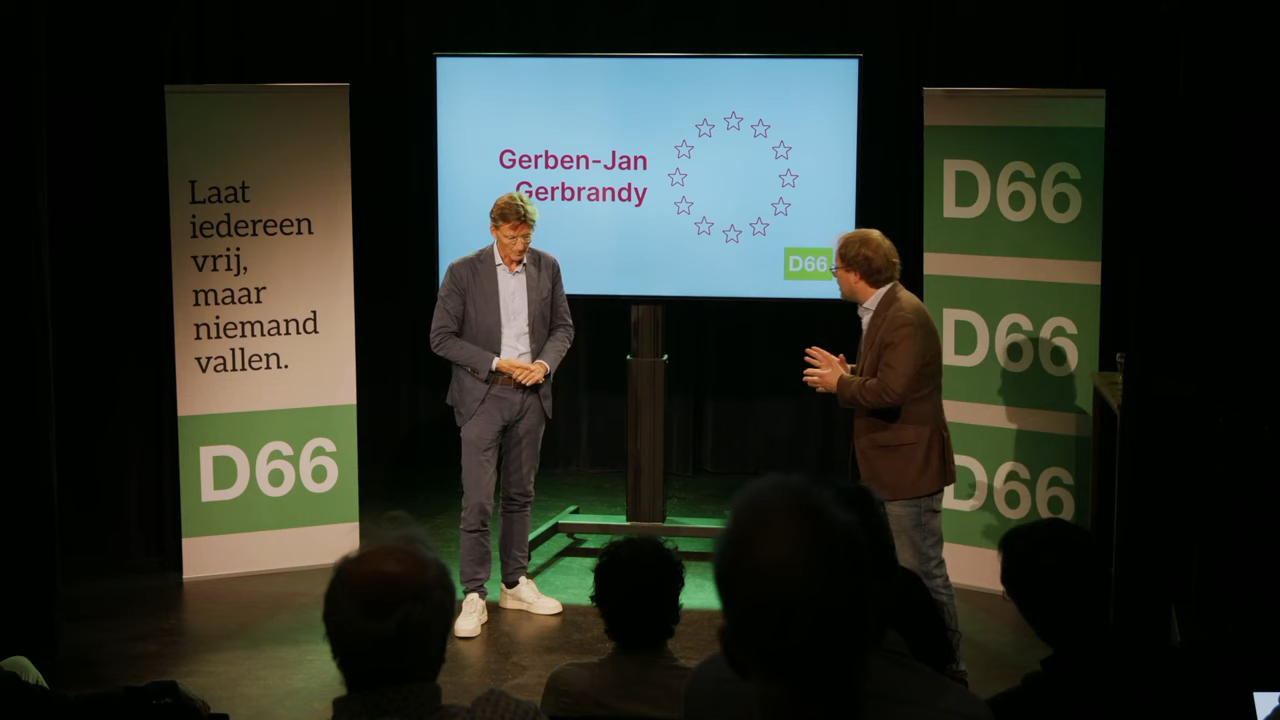 Laat
iedereen
vrij,
maar
niemand
vallen.
D66
Gerben-Jan
Gerbrandy
D66
D66
D66
D66